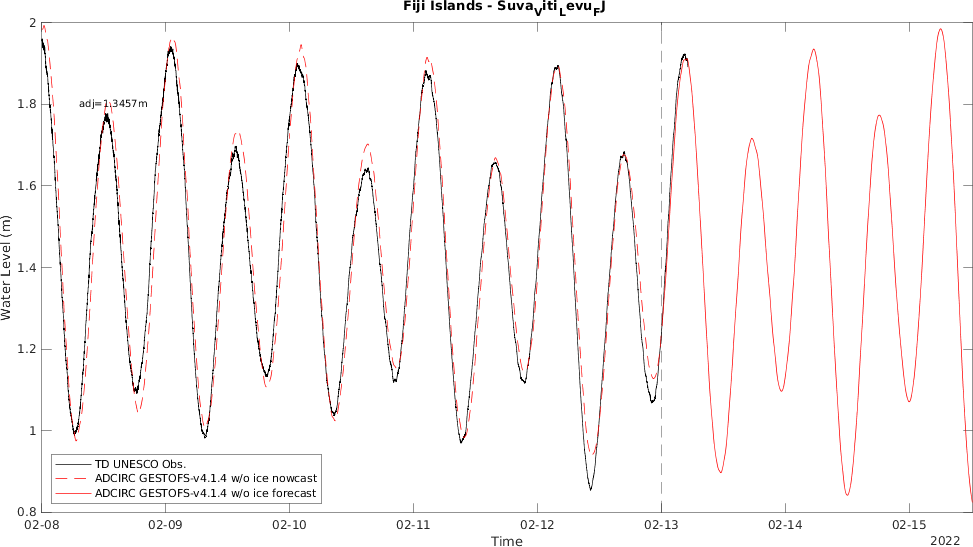 Fiji Islands - SuvaVitiLevuFJ
2
1.8
1.6
1.4
1.2
1
0.8
Water Level (m)
adj=1.3457m
TD UNESCO Obs.
ADCIRC GESTOFS-v4.1.4 w/o ice nowcast
ADCIRC GESTOFS-v4.1.4 w/o ice forecast
02-08 02-09 02-10 02-11 02-12 02-13 02-14 02-15
Time
2022